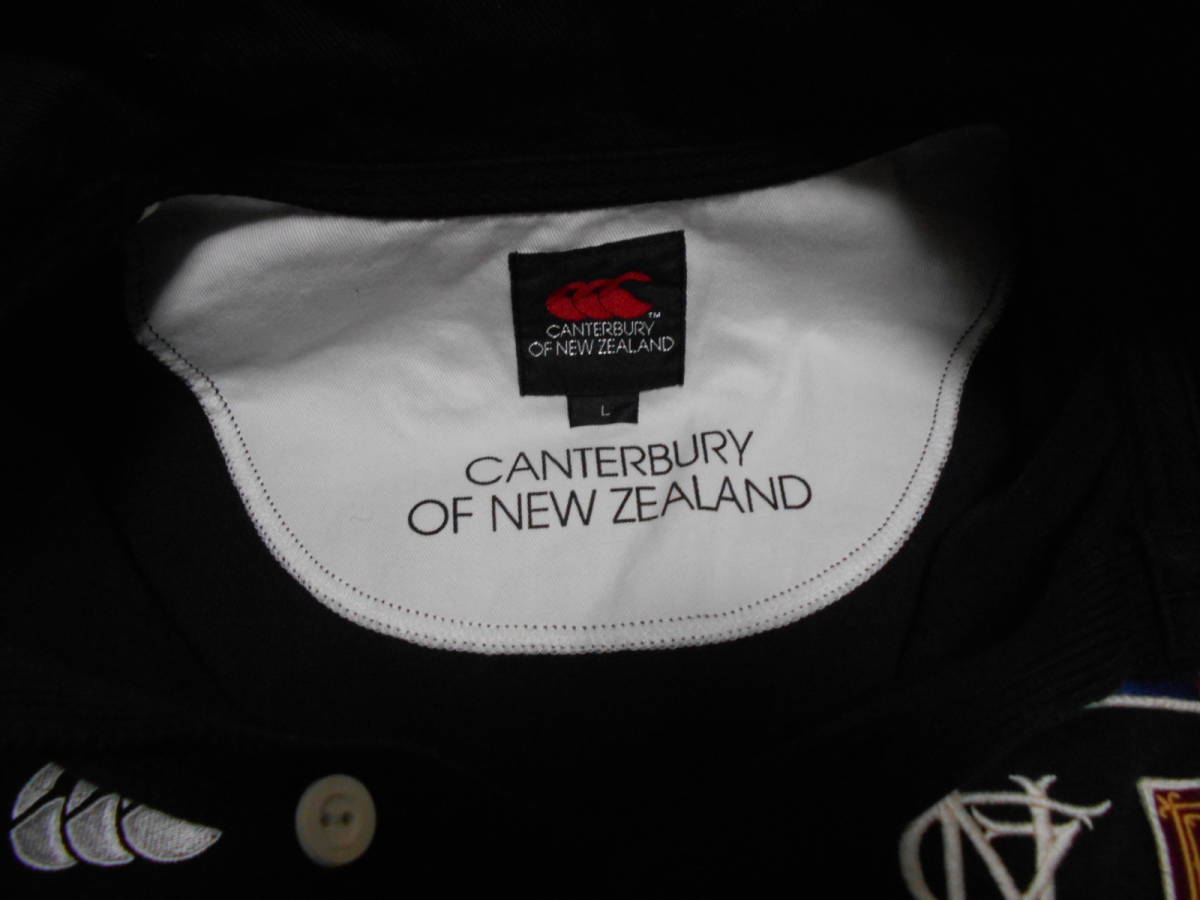 CANTERBURY
OF NEW ZEALAND
L
CANTERBURY
OF NEW ZEALAND